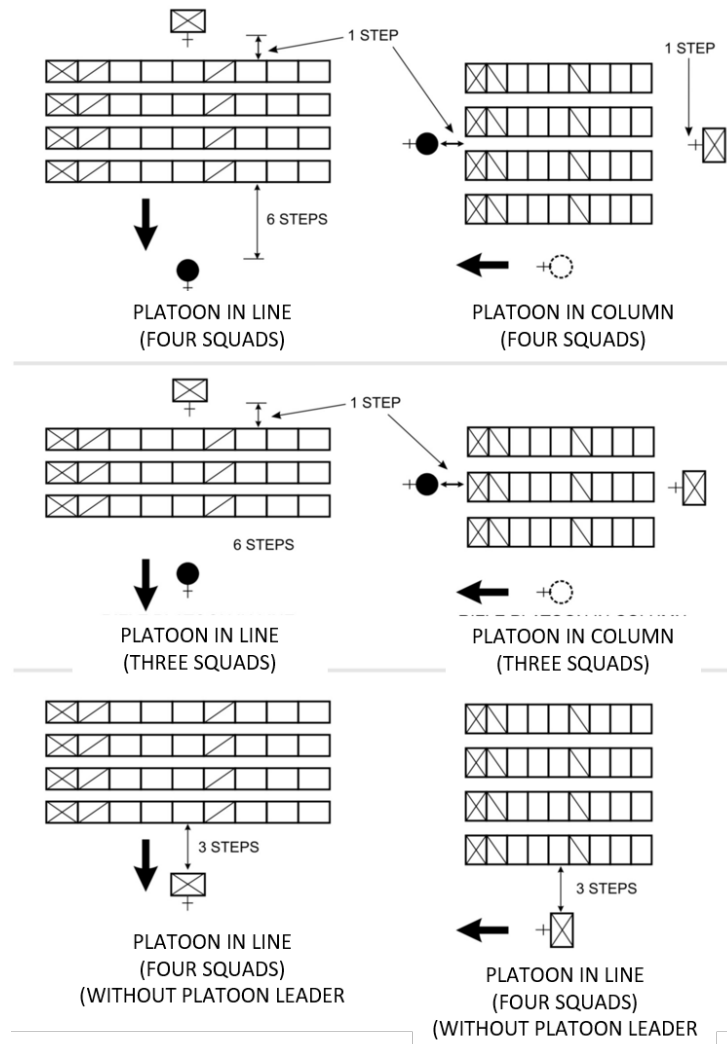 1 STEP
1 STEP
6 STEPS
PLATOON IN LINE
(FOUR SQUADS)
PLATOON IN COLUMN
(FOUR SQUADS)
1 STEP
6 STEPS
PLATOON IN LINE
(THREE SQUADS)
PLATOON IN COLUMN
(THREE SQUADS)
3 STEPS
3 STEPS
PLATOON IN LINE
(FOUR SQUADS)
(WITHOUT PLATOON LEADER
PLATOON IN LINE
(FOUR SQUADS)
(WITHOUT PLATOON LEADER